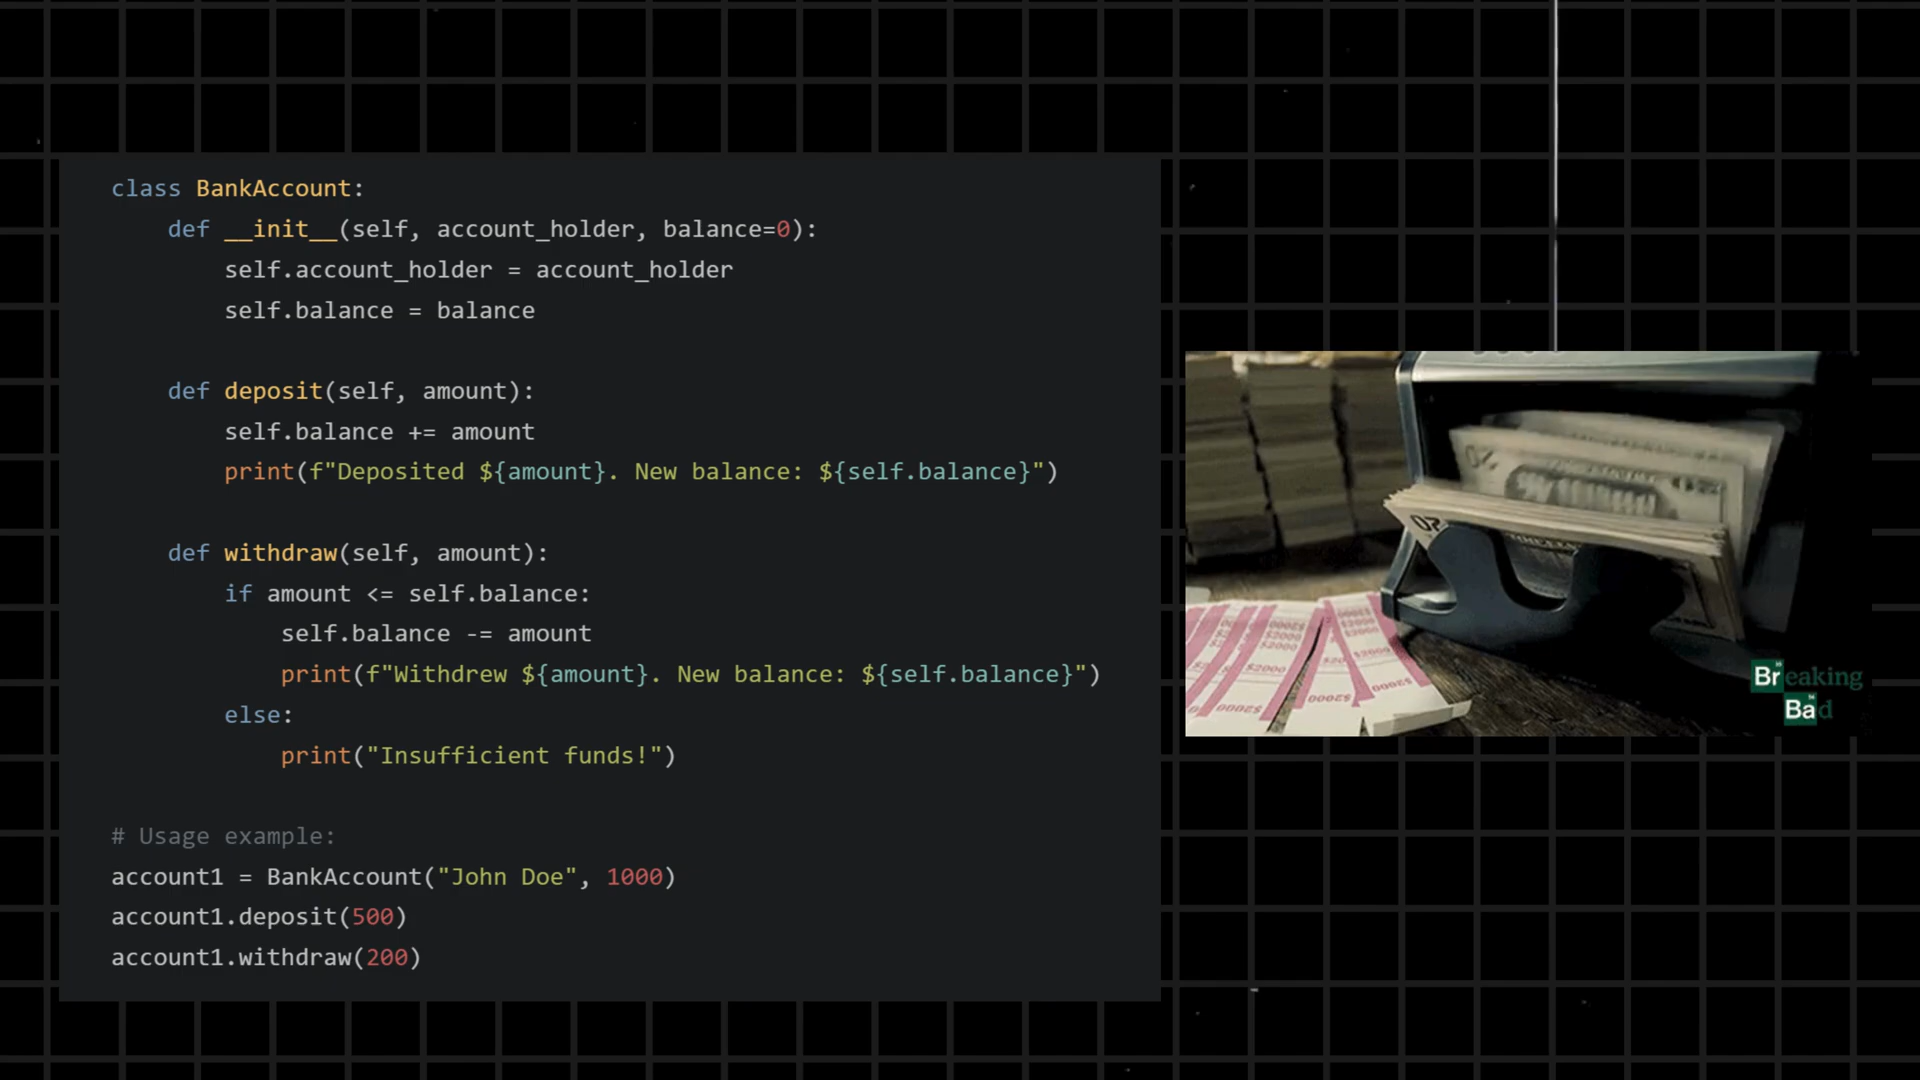 class BankAccount:
    def __init__(self, account_holder, balance=0):
        self.account_holder = account_holder
        self.balance = balance
    def deposit(self, amount):
        self.balance += amount
        print(f"Deposited ${amount}. New balance: ${self.balance}")
    def withdraw(self, amount):
        if amount <= self.balance:
            self.balance -= amount
            print(f"Withdrew ${amount}. New balance: ${self.balance}")
        else:
            print("Insufficient funds!")
# Usage example:
account1 = BankAccount("John Doe", 1000)
account1.deposit(500)
account1.withdraw(200)
$2000 $2000 $2000
Breaking
Bad